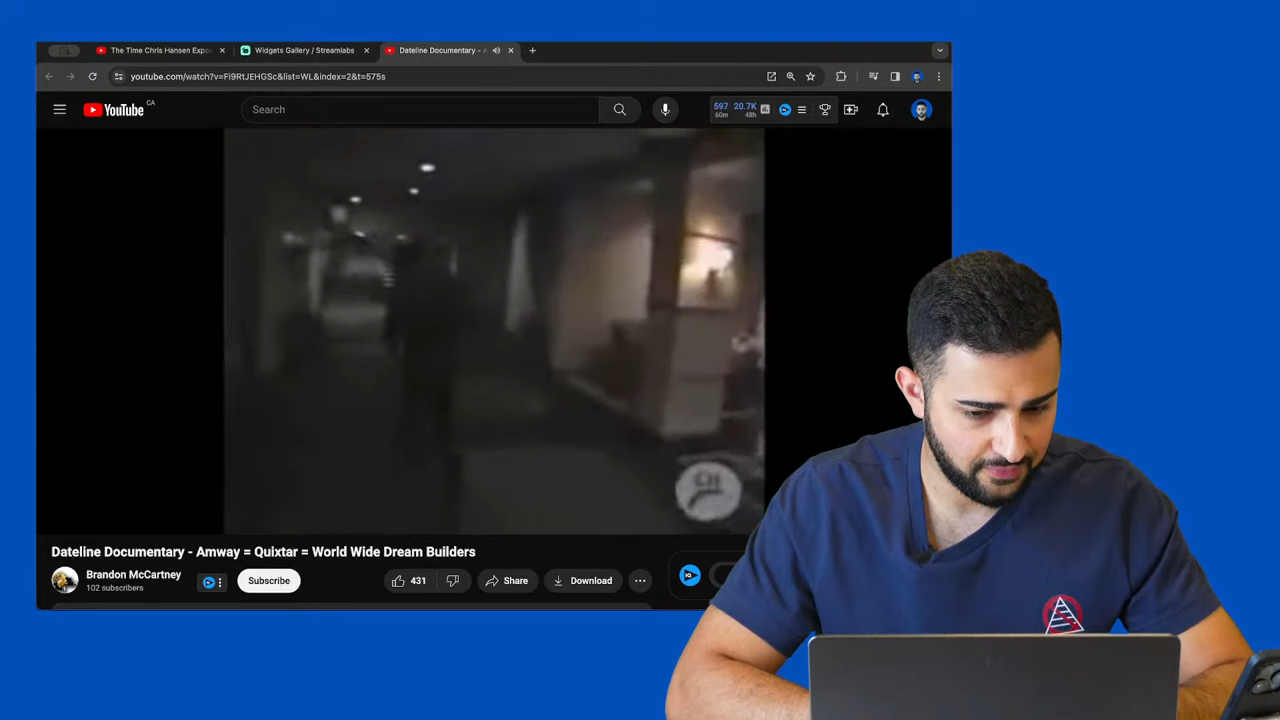 The Time Chris Hansen Expo
Widgets Gallery / Streamlabs
Dateline Documentary - A
youtube.com/watch?v=Fi9RtJEHGSc&list=WL&index=2&t=575s
YouTube CA
Search
597 20.7K
60m 48h
CH
Dateline Documentary - Amway = Quixtar = World Wide Dream Builders
Brandon McCartney
102 subscribers
Subscribe
431
Share
Download
IQ